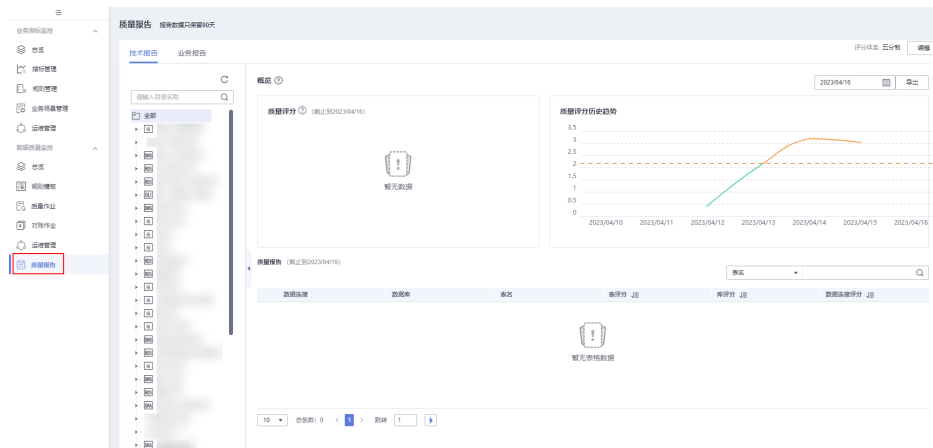 业务指标监控
总览
指标管理
规则管理
业务场景管理
运维管理
数据质量监控
总览
规则模板
质量作业
对账作业
运维管理
质量报告
质量报告 报告数据只保留90天
技术报告 业务报告
评分体系: 五分制 编辑
请输入目录名称
全部
DWS
DLI
DWS
DWS
DWS
概览
2023/04/16 导出
质量评分 (截止到2023/04/16)
暂无数据
质量评分历史趋势
3.5
3
2.5
2
1.5
1
0.5
0
2023/04/10 2023/04/11 2023/04/12 2023/04/13 2023/04/14 2023/04/15 2023/04/16
质量报告 (截止到2023/04/16)
表名
数据连接 数据库 表名 表评分 库评分 数据连接评分
暂无表格数据
10 总条数: 0 < 1 > 跳转 1